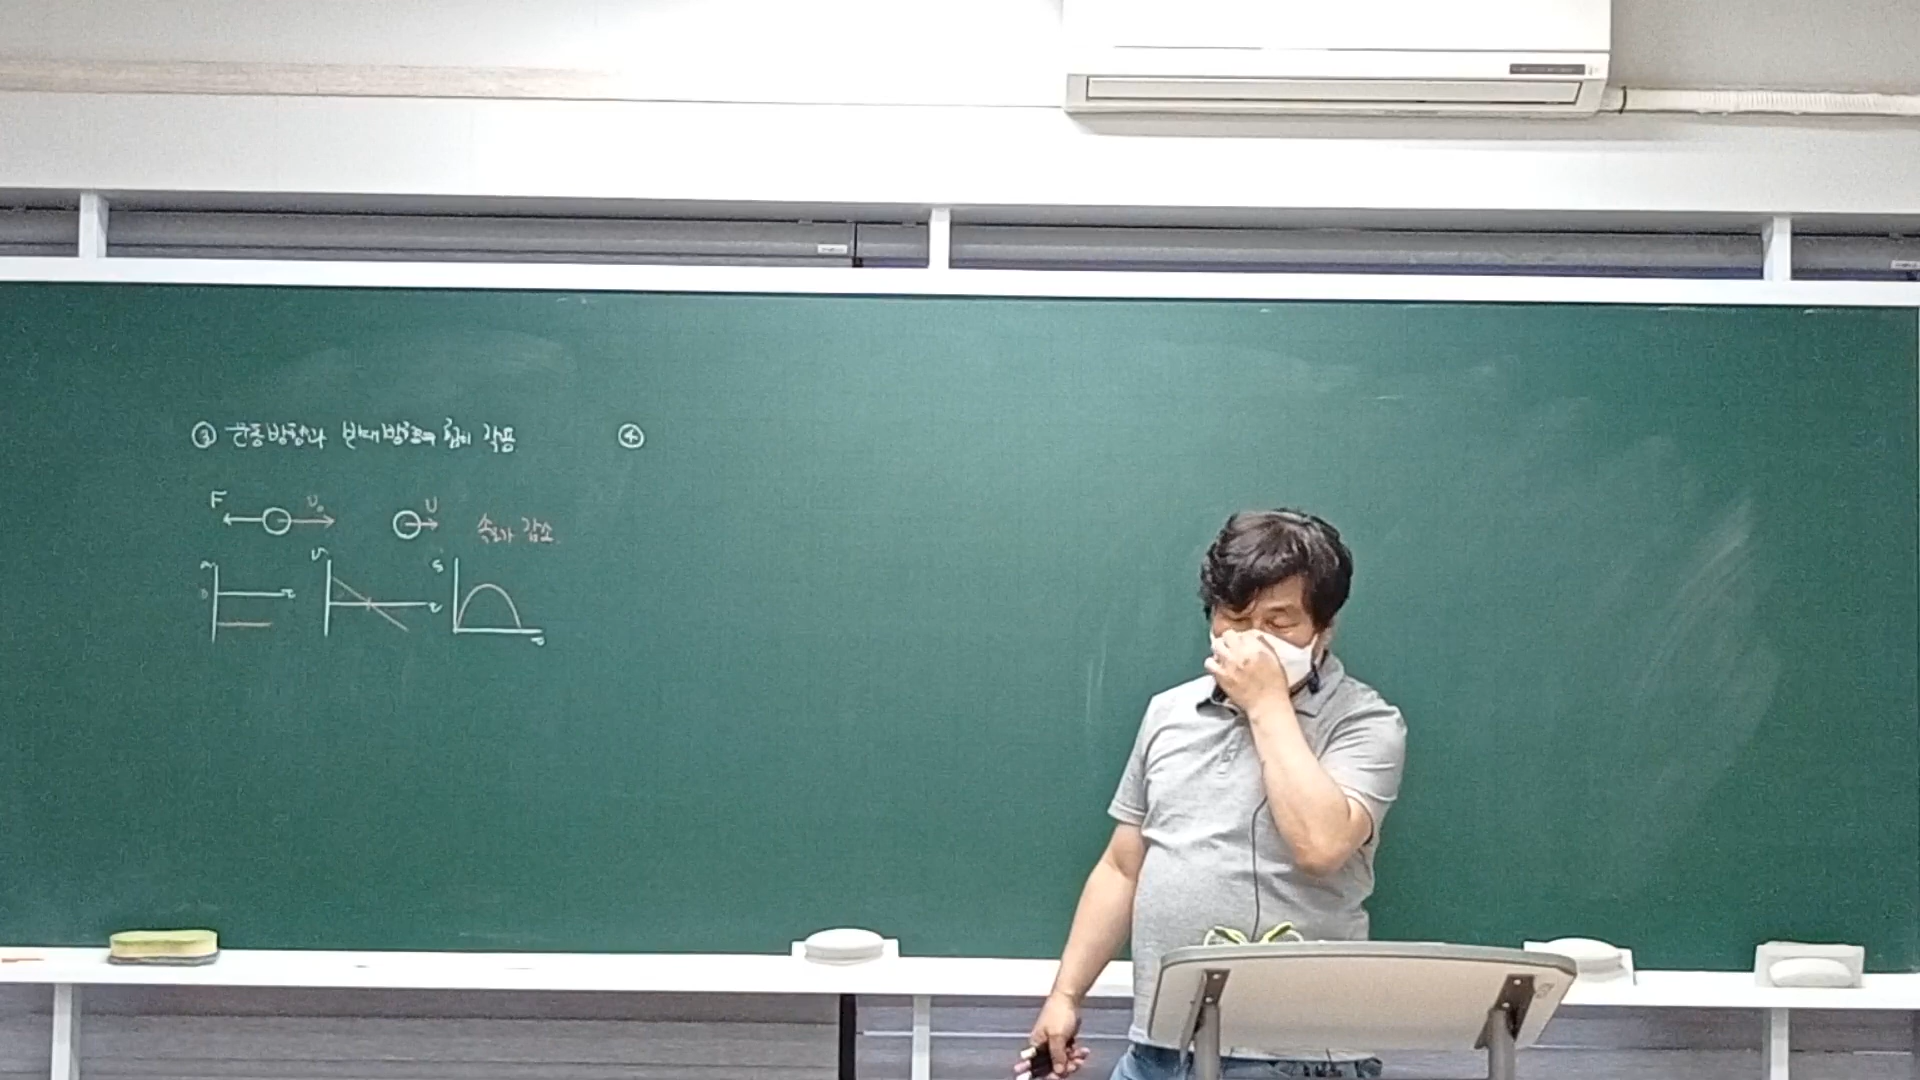 ③ 운동방향과 반대방향의 힘이 작용
④
F v₀ v 속도가 감소
a v s
0 t t t